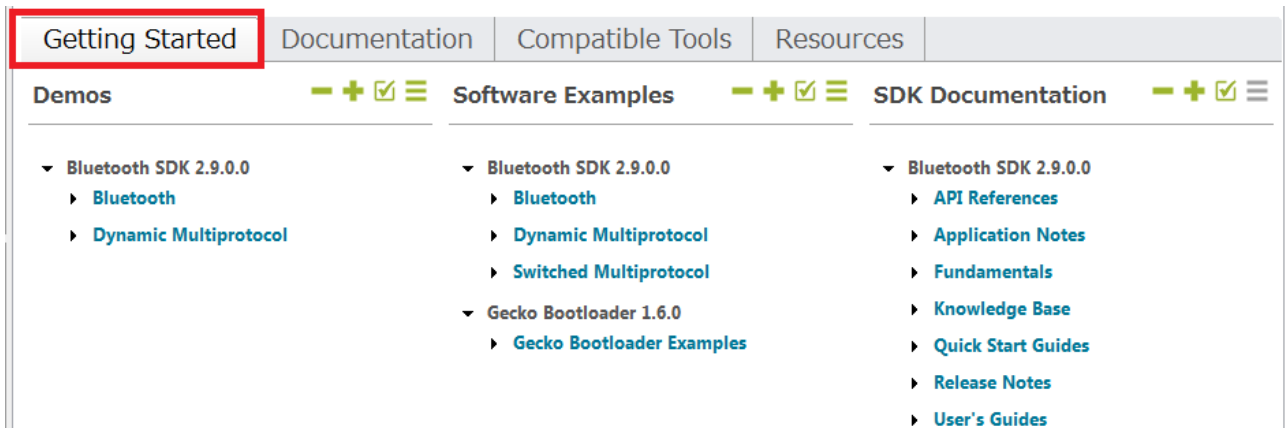 Getting Started Documentation Compatible Tools Resources
Demos
Bluetooth SDK 2.9.0.0
Bluetooth
Dynamic Multiprotocol
Software Examples
Bluetooth SDK 2.9.0.0
Bluetooth
Dynamic Multiprotocol
Switched Multiprotocol
Gecko Bootloader 1.6.0
Gecko Bootloader Examples
SDK Documentation
Bluetooth SDK 2.9.0.0
API References
Application Notes
Fundamentals
Knowledge Base
Quick Start Guides
Release Notes
User's Guides